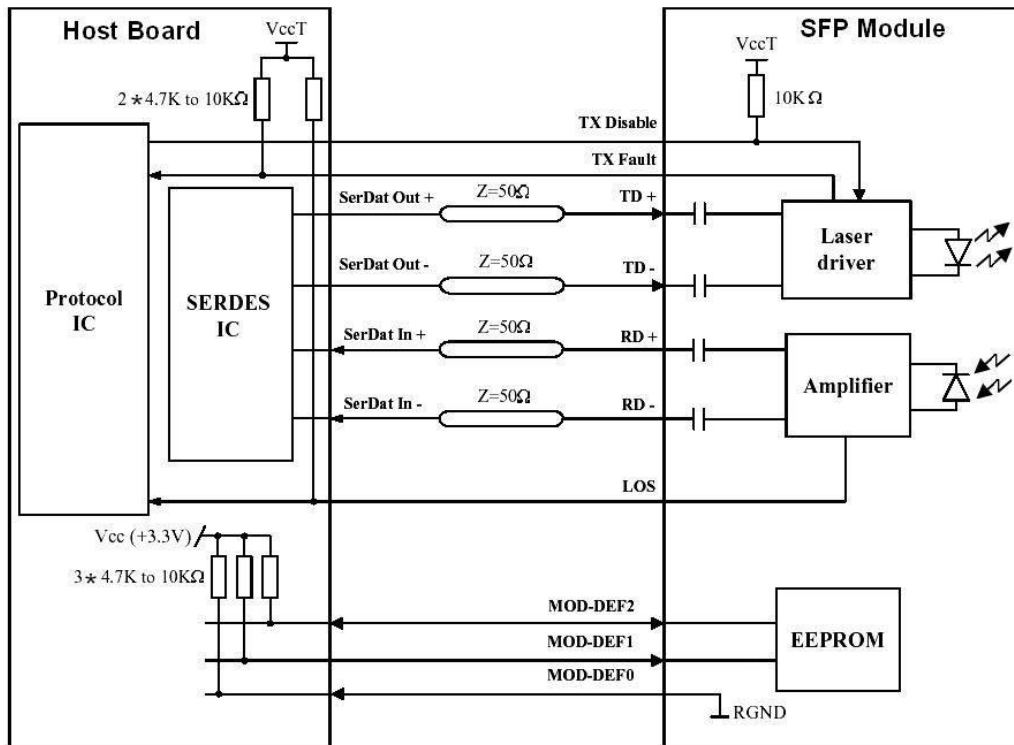 Host Board
SFP Module
VccT
VccT
2*4.7K to 10KΩ
10K Ω
TX Disable
TX Fault
SerDat Out +
Z=50Ω
TD +
Laser driver
SerDat Out -
Z=50Ω
TD -
Protocol IC
SERDES IC
SerDat In +
Z=50Ω
RD +
Amplifier
SerDat In -
Z=50Ω
RD -
LOS
Vcc (+3.3V)
3*4.7K to 10KΩ
MOD-DEF2
EEPROM
MOD-DEF1
MOD-DEF0
RGND